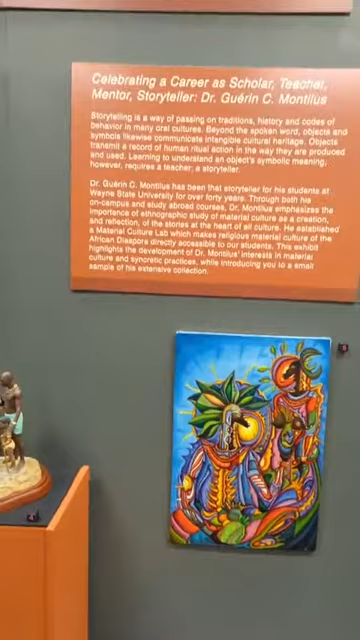 Celebrating a Career as Scholar, Teacher,
Mentor, Storyteller: Dr. Guérin C. Montilus
Storytelling is a way of passing on traditions, history and codes of
behavior in many oral cultures. Beyond the spoken word, objects and
symbols likewise communicate intangible cultural heritage. Objects
transmit a record of human ritual action in the way they are produced
and used. Learning to understand an object's symbolic meaning,
however, requires a teacher; a storyteller.
Dr. Guérin C. Montilus has been that storyteller for his students at
Wayne State University for over forty years. Through both his
on-campus and study abroad courses, Dr. Montilus emphasizes the
importance of ethnographic study of material culture as a creation,
and reflection, of the stories at the heart of all culture. He established
a Material Culture Lab which makes religious material culture of the
African Diaspora directly accessible to our students. This exhibit
highlights the development of Dr. Montilus' interests in material
culture and syncretic practices, while introducing you to a small
sample of his extensive collection.